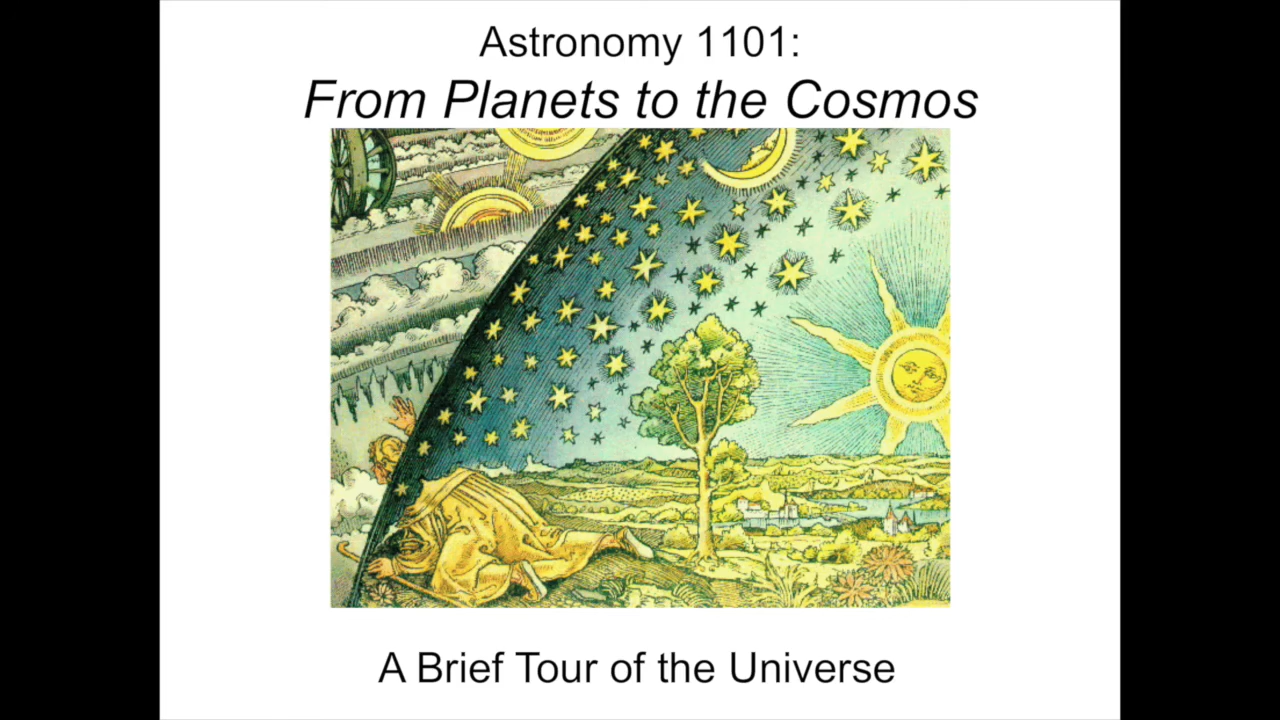 Astronomy 1101:
From Planets to the Cosmos
A Brief Tour of the Universe